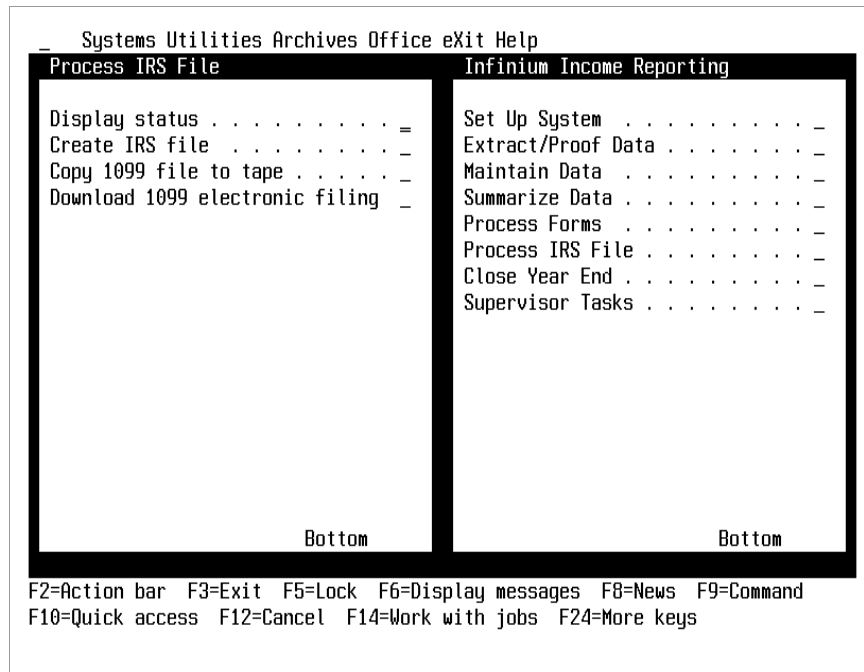 _ Systems Utilities Archives Office eXit Help
Process IRS File
Display status . . . . . . . . . _
Create IRS file . . . . . . . . _
Copy 1099 file to tape . . . . . _
Download 1099 electronic filing _
Bottom
Infinium Income Reporting
Set Up System . . . . . . . . . _
Extract/Proof Data . . . . . . . _
Maintain Data . . . . . . . . . _
Summarize Data . . . . . . . . . _
Process Forms . . . . . . . . . _
Process IRS File . . . . . . . . _
Close Year End . . . . . . . . . _
Supervisor Tasks . . . . . . . . _
Bottom
F2=Action bar F3=Exit F5=Lock F6=Display messages F8=News F9=Command
F10=Quick access F12=Cancel F14=Work with jobs F24=More keys